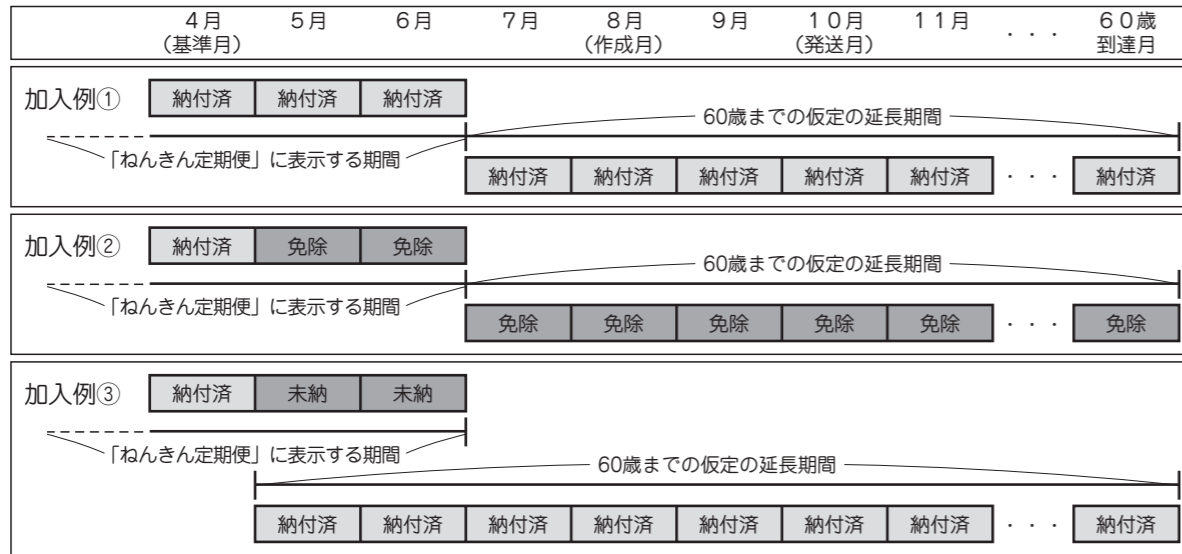 ４月 ５月 ６月 ７月 ８月 ９月 １０月 １１月 ・・・ ６０歳
（基準月） （作成月） （発送月） 到達月
加入例① 納付済 納付済 納付済
60歳までの仮定の延長期間
「ねんきん定期便」に表示する期間
納付済 納付済 納付済 納付済 納付済 ・・・ 納付済
加入例② 納付済 免除 免除
60歳までの仮定の延長期間
「ねんきん定期便」に表示する期間
免除 免除 免除 免除 免除 ・・・ 免除
加入例③ 納付済 未納 未納
「ねんきん定期便」に表示する期間
60歳までの仮定の延長期間
納付済 納付済 納付済 納付済 納付済 納付済 納付済 ・・・ 納付済